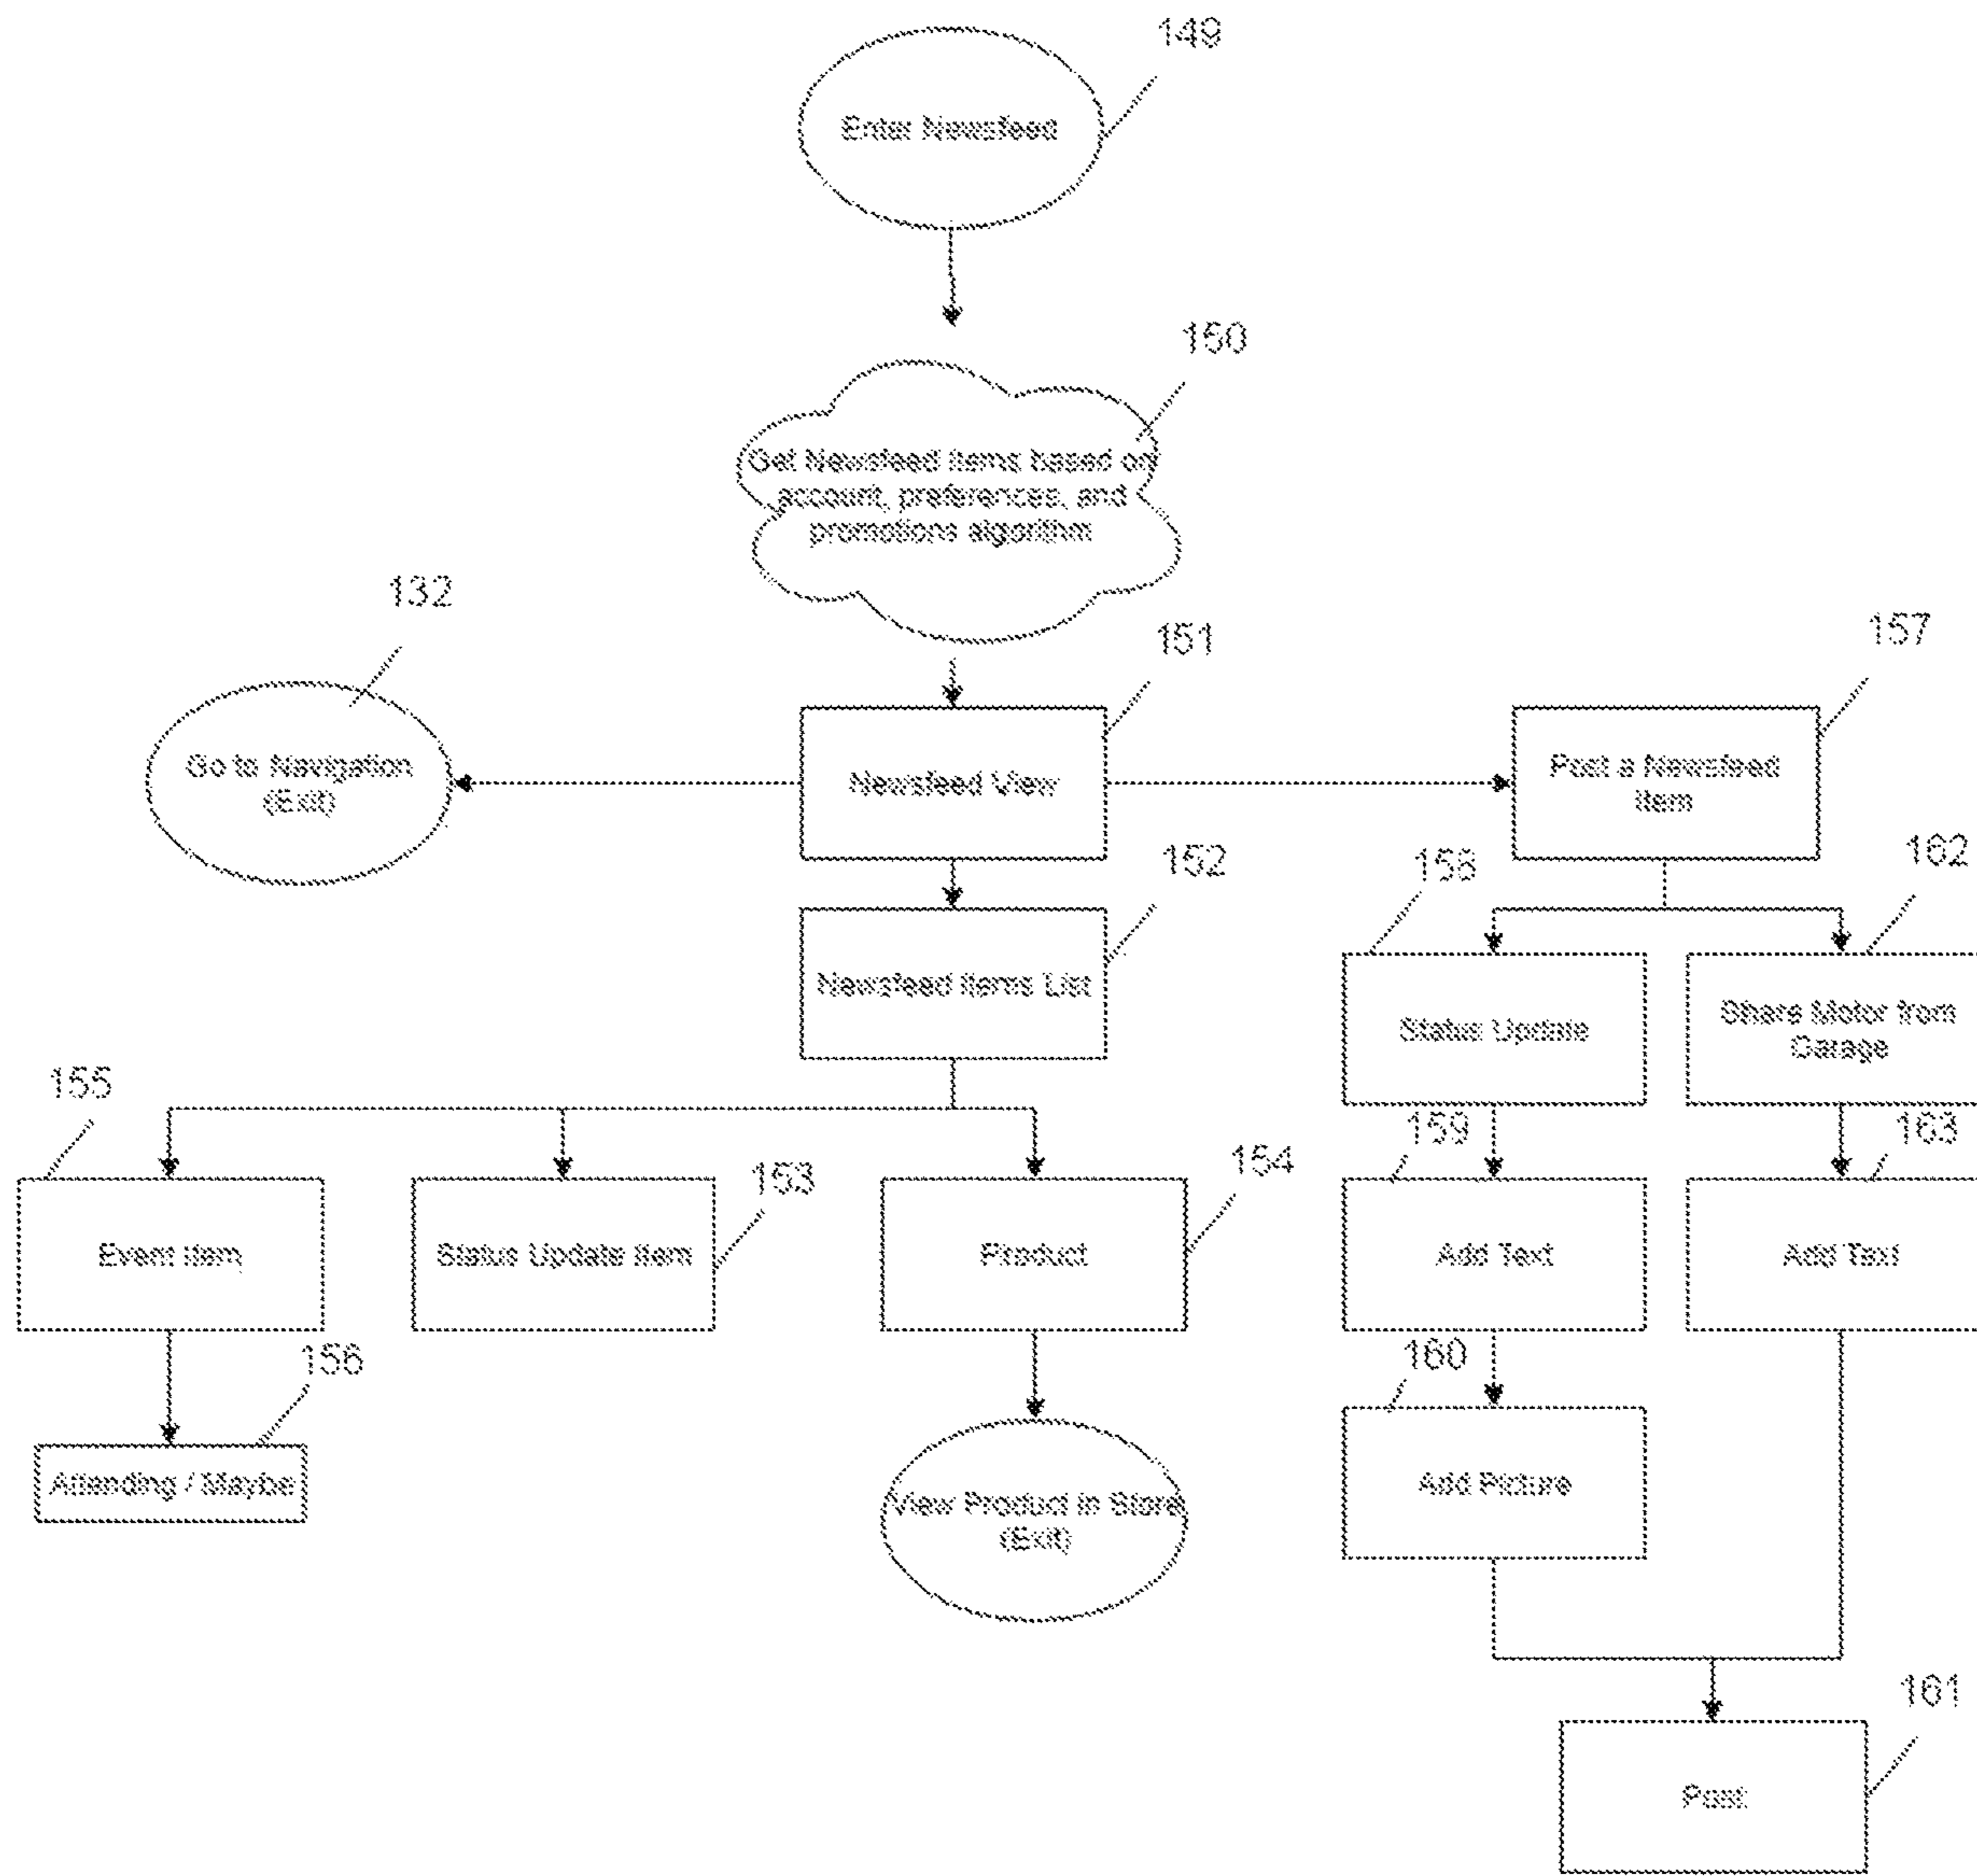 149
Enter Newsfeed
150
Get Newsfeed items based on
account, preferences, and
promotions algorithm
132
151
157
Go to Navigation
(Exit)
Newsfeed View
Post a Newsfeed
item
152
158
162
Newsfeed items List
Status Update
Share Motor from
Garage
155
153
154
159
163
Event item
Status Update item
Product
Add Text
Add Text
156
160
Attending / Maybe
View Product in Store
(Exit)
Add Picture
161
Post